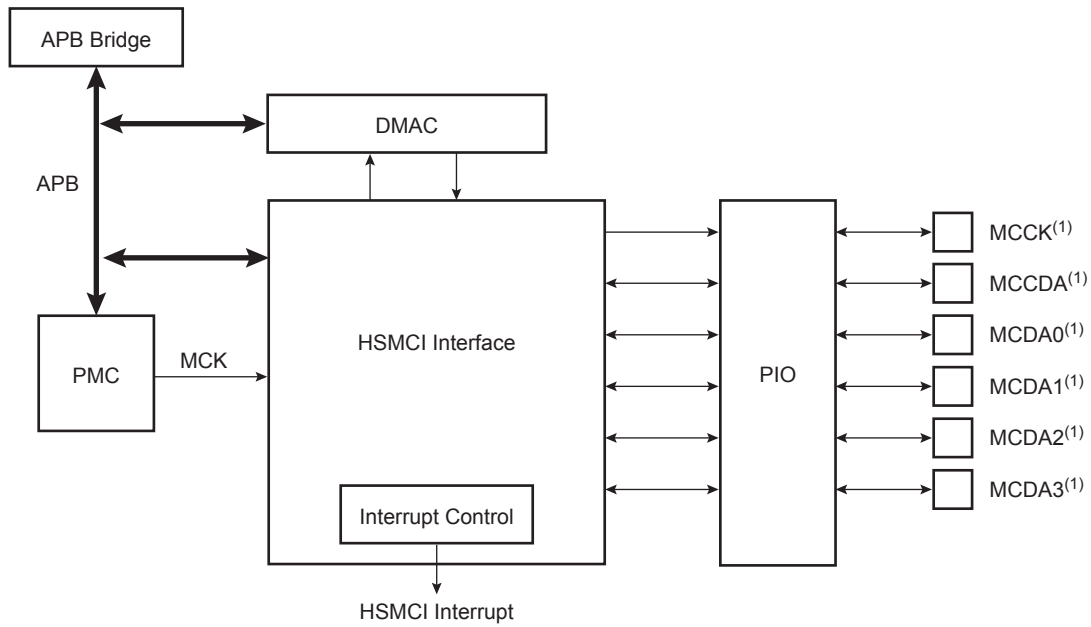 APB Bridge
DMAC
APB
MCCK(1)
MCCDA(1)
HSMCI Interface
MCDA0(1)
MCK
PMC
PIO
MCDA1(1)
MCDA2(1)
MCDA3(1)
Interrupt Control
HSMCI Interrupt